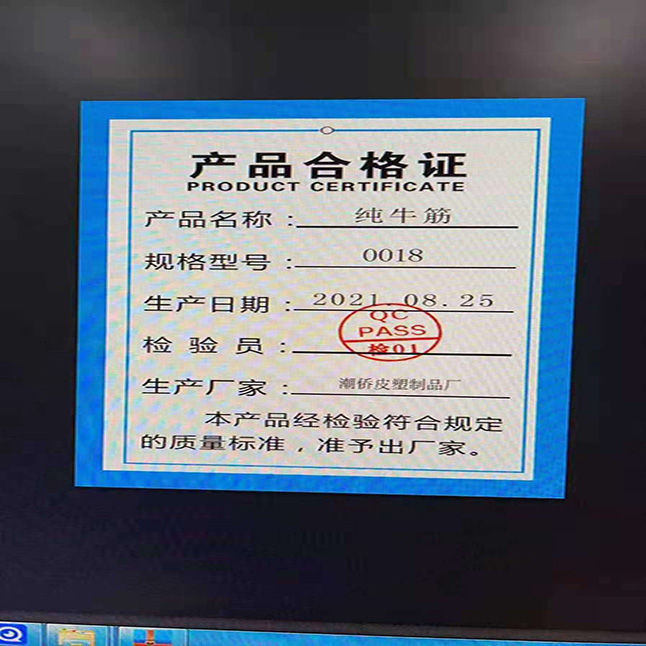 产品合格证
PRODUCT CERTIFICATE
产品名称：纯牛筋
规格型号：0018
生产日期：2021.08.25
QC
PASS
检验员：
检01
生产厂家：潮侨皮塑制品厂
本产品经检验符合规定
的质量标准，准予出厂家。